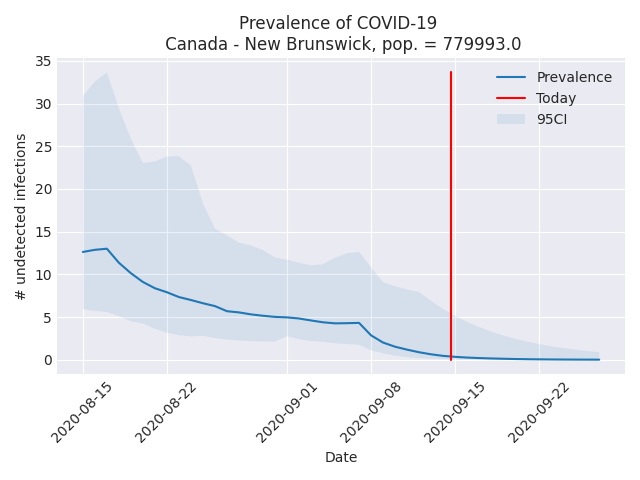 Prevalence of COVID-19
Canada - New Brunswick, pop. = 779993.0
35
30
25
20
15
10
5
0
# undetected infections
Prevalence
Today
95CI
2020-08-15
2020-08-22
2020-09-01
2020-09-08
2020-09-15
2020-09-22
Date